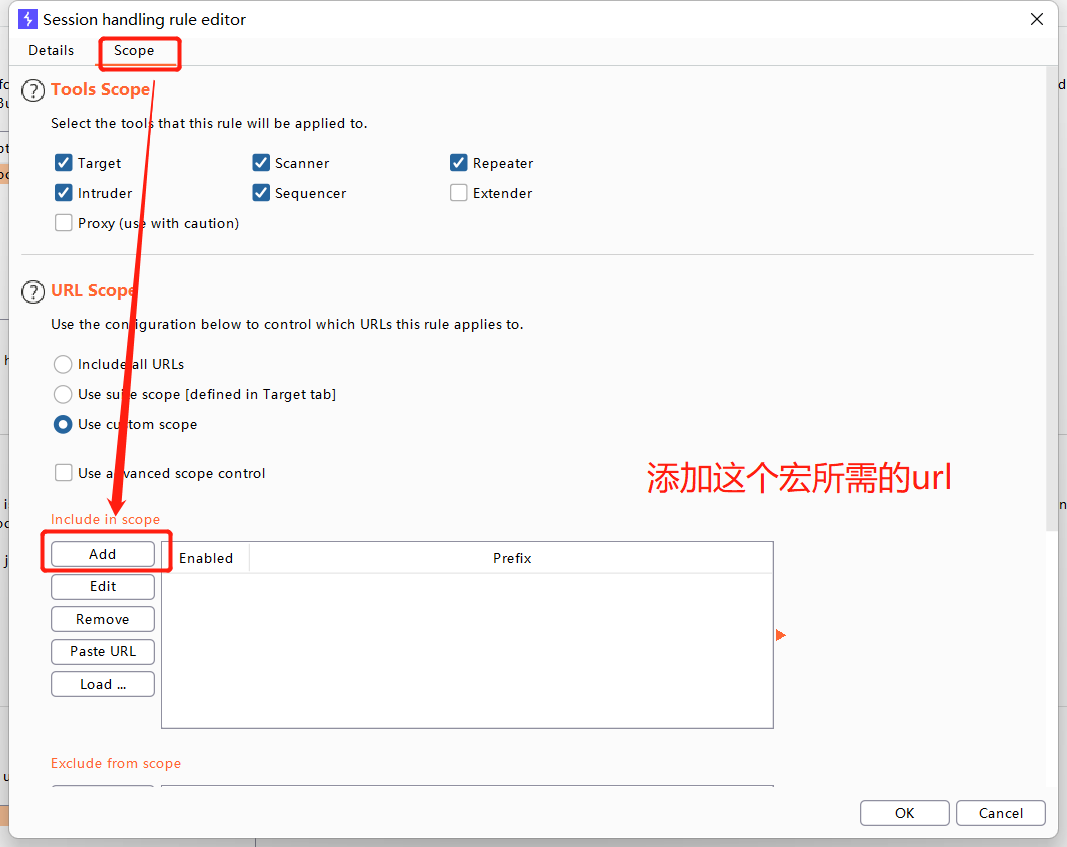 Session handling rule editor
Details Scope
Tools Scope
Select the tools that this rule will be applied to.
Target Scanner Repeater
Intruder Sequencer Extender
Proxy (use with caution)
URL Scope
Use the configuration below to control which URLs this rule applies to.
Include all URLs
Use suite scope [defined in Target tab]
Use custom scope
Use advanced scope control
添加这个宏所需的url
Include in scope
Add
Enabled Prefix
Edit
Remove
Paste URL
Load ...
Exclude from scope
OK Cancel